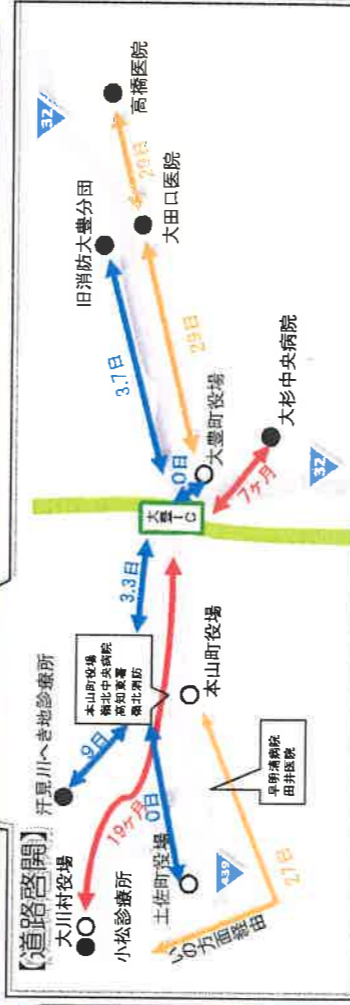 【道路啓開】
大川村役場
小松診療所
汗見川へき地診療所
9日
19ヶ月
本山町役場
嶺北中央病院
高知東署
嶺北消防
3.3日
0日
土佐町役場
439
いの方面経由
27日
早明浦病院
田井医院
本山町役場
大豊IC
0日
大豊町役場
7ヶ月
大杉中央病院
32
3.7日
旧消防大豊分団
29日
大田口医院
29日
高橋医院
32